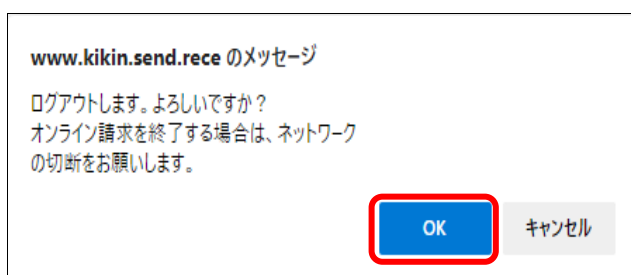 www.kikin.send.rece のメッセージ
ログアウトします。よろしいですか？
オンライン請求を終了する場合は、ネットワーク
の切断をお願いします。
OK キャンセル